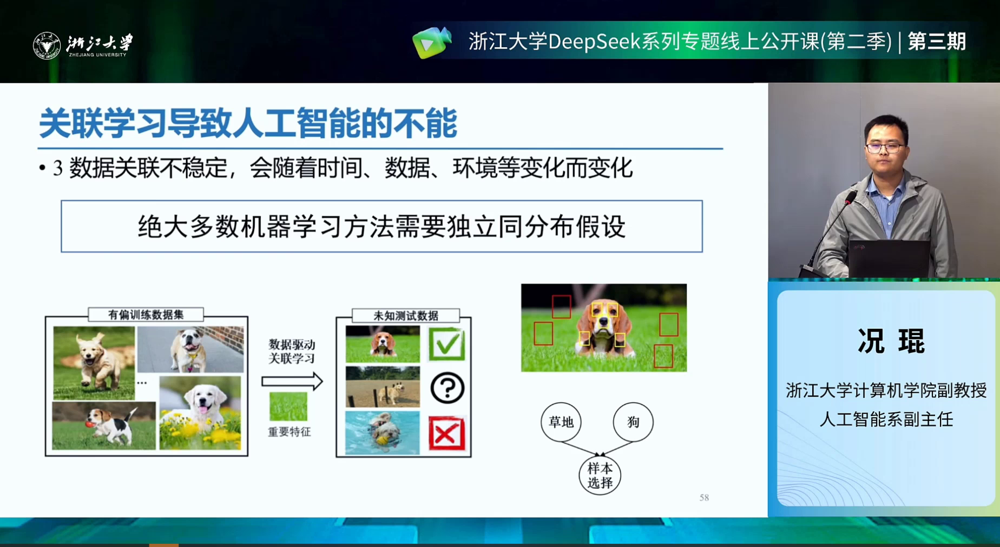 浙江大学
ZHEJIANG UNIVERSITY
浙江大学DeepSeek系列专题线上公开课(第二季) | 第三期
关联学习导致人工智能的不能
• 3 数据关联不稳定，会随着时间、数据、环境等变化而变化
绝大多数机器学习方法需要独立同分布假设
有偏训练数据集
...
数据驱动
关联学习
重要特征
未知测试数据
?
草地
狗
样本
选择
58
况 琨
浙江大学计算机学院副教授
人工智能系副主任